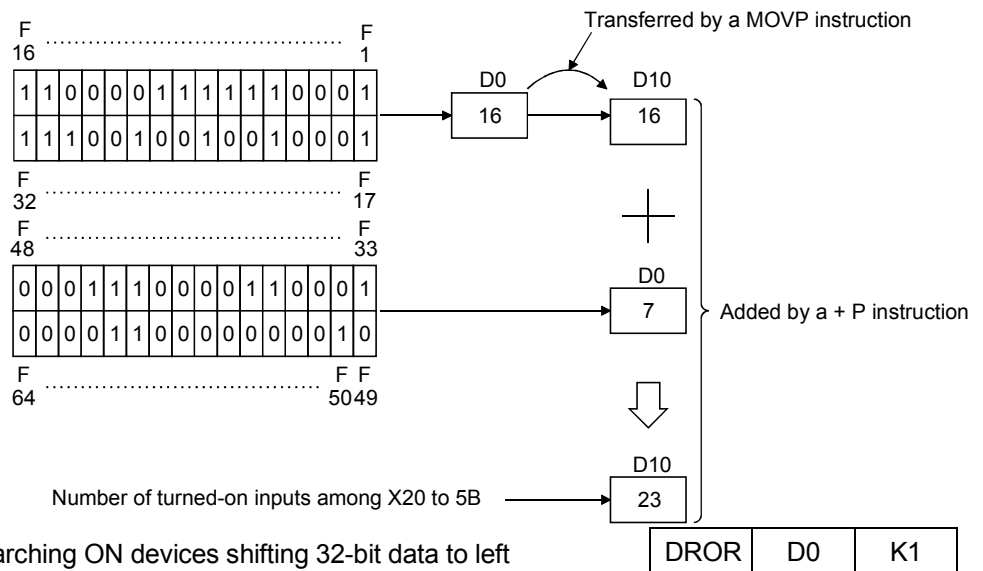 Transferred by a MOVP instruction
F F
16 1
D0 D10
1 1 0 0 0 0 1 1 1 1 1 1 0 0 0 1
16 16
1 1 1 0 0 1 0 0 1 0 0 1 0 0 0 1
F F
32 17
F F
48 33
D0
0 0 0 1 1 1 0 0 0 0 1 1 0 0 0 1
7 Added by a + P instruction
0 0 0 0 1 1 0 0 0 0 0 0 0 0 1 0
F F F
64 50 49
D10
Number of turned-on inputs among X20 to 5B 23
arching ON devices shifting 32-bit data to left
DROR D0 K1